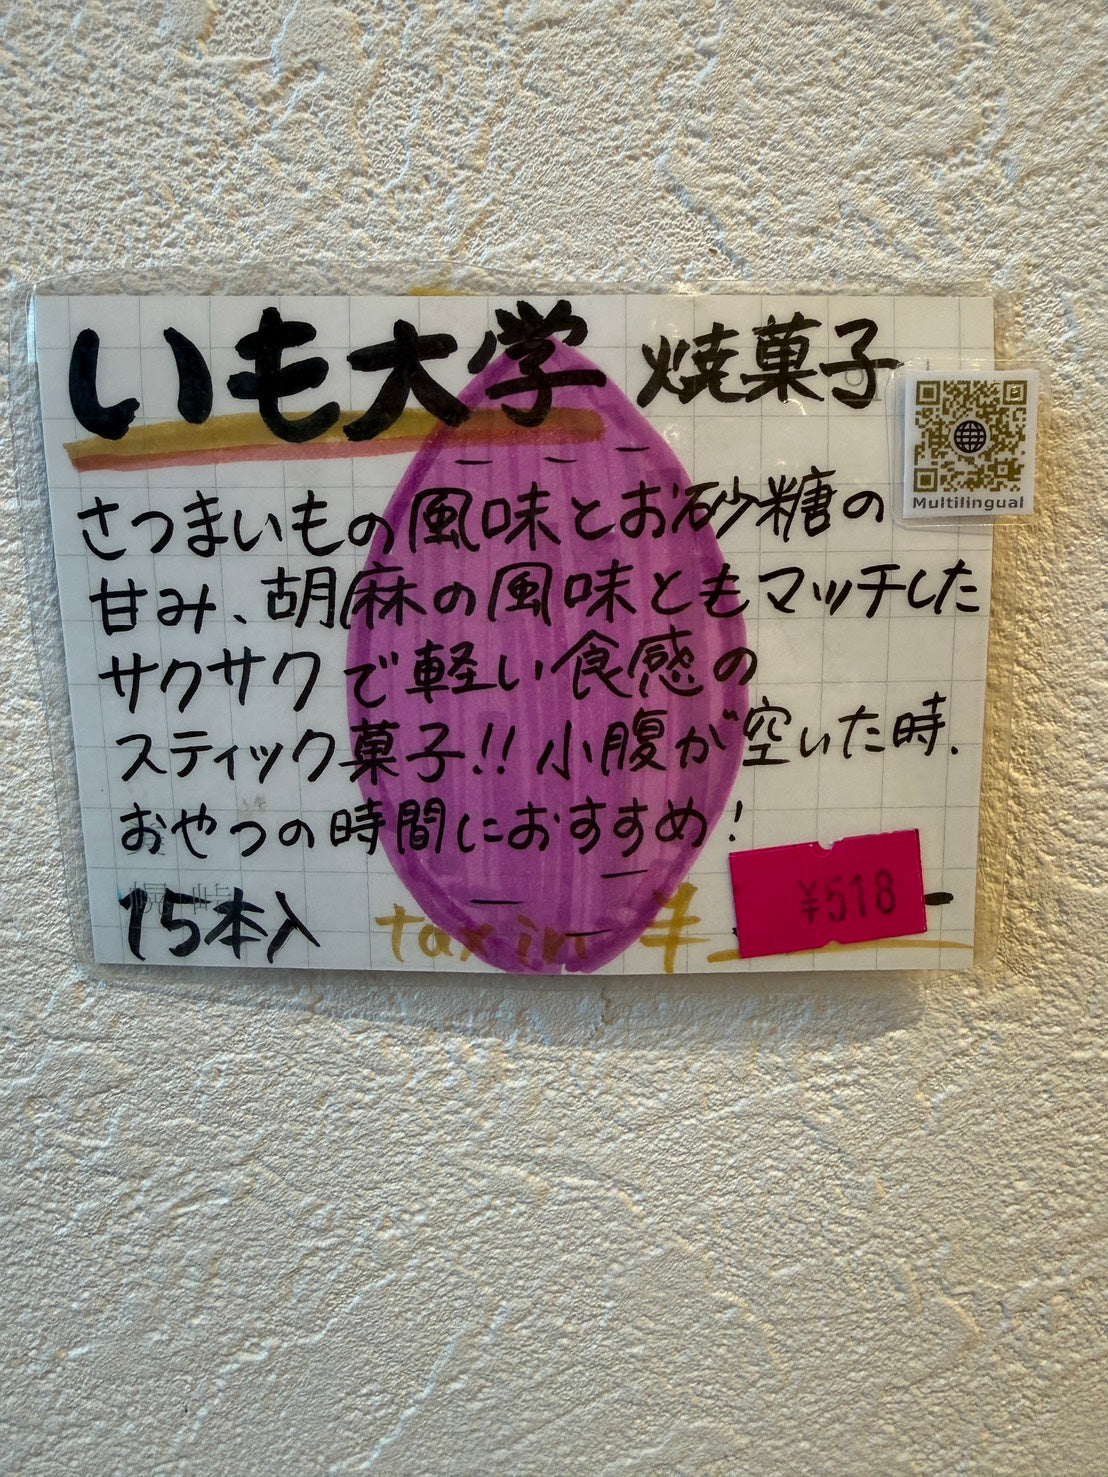 いも大学 焼菓子
Multilingual
さつまいもの風味とお砂糖の
甘み、胡麻の風味ともマッチした
サクサクで軽い食感の
スティック菓子!! 小腹が空いた時、
おやつの時間におすすめ!
15本入 tax in ¥
¥518